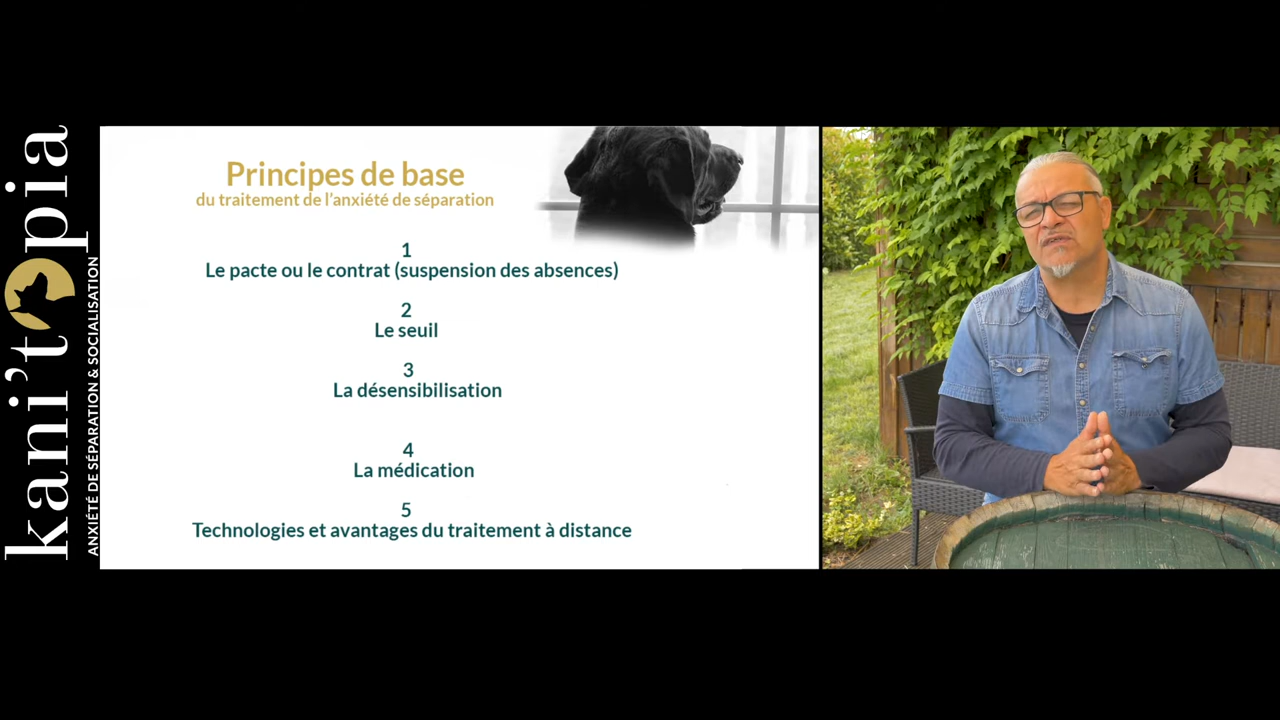 kani't pia
ANXIÉTÉ DE SÉPARATION & SOCIALISATION
Principes de base
du traitement de l'anxiété de séparation
1
Le pacte ou le contrat (suspension des absences)
2
Le seuil
3
La désensibilisation
4
La médication
5
Technologies et avantages du traitement à distance